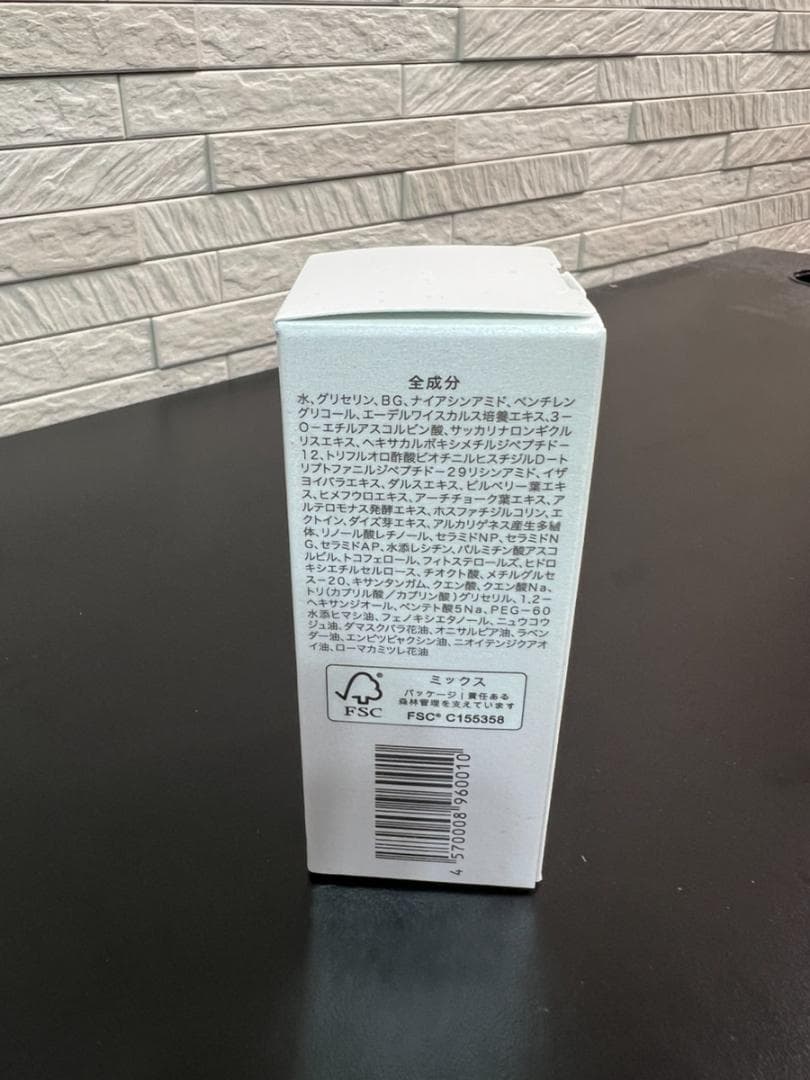 全成分
水、グリセリン、BG、ナイアシンアミド、ペンチレン
グリコール、エーデルワイスカルス培養エキス、3-
O-エチルアスコルビン酸、サッカリナロンギクル
リスエキス、ヘキサカルボキシメチルジペプチド-
12、トリフルオロ酢酸ビオチニルヒスチジルD-ト
リプトファニルジペプチド-29リシンアミド、イザ
ヨイバラエキス、ダルスエキス、ビルベリー葉エキ
ス、ヒメフウロエキス、アーチチョーク葉エキス、ア
ルテロモナス発酵エキス、ホスファチジルコリン、エ
クトイン、ダイズ芽エキス、アルカリゲネス産生多糖
体、リノール酸レチノール、セラミドNP、セラミドN
G、セラミドAP、水添レシチン、パルミチン酸アスコ
ルビル、トコフェロール、フィトステロールズ、ヒドロ
キシエチルセルロース、チオクト酸、メチルグルセ
ス-20、キサンタンガム、クエン酸、クエン酸Na、
トリ(カプリル酸/カプリン酸)グリセリル、1,2-
ヘキサンジオール、ペンテト酸5Na、PEG-60
水添ヒマシ油、フェノキシエタノール、ニュウコウ
ジュ油、ダマスクバラ花油、オニサルビア油、ラベン
ダー油、エンピツビャクシン油、ニオイテンジクアオ
イ油、ローマカミツレ花油
FSC
ミックス
パッケージ|責任ある
森林管理を支えています
FSC® C155358
4 570008 960010